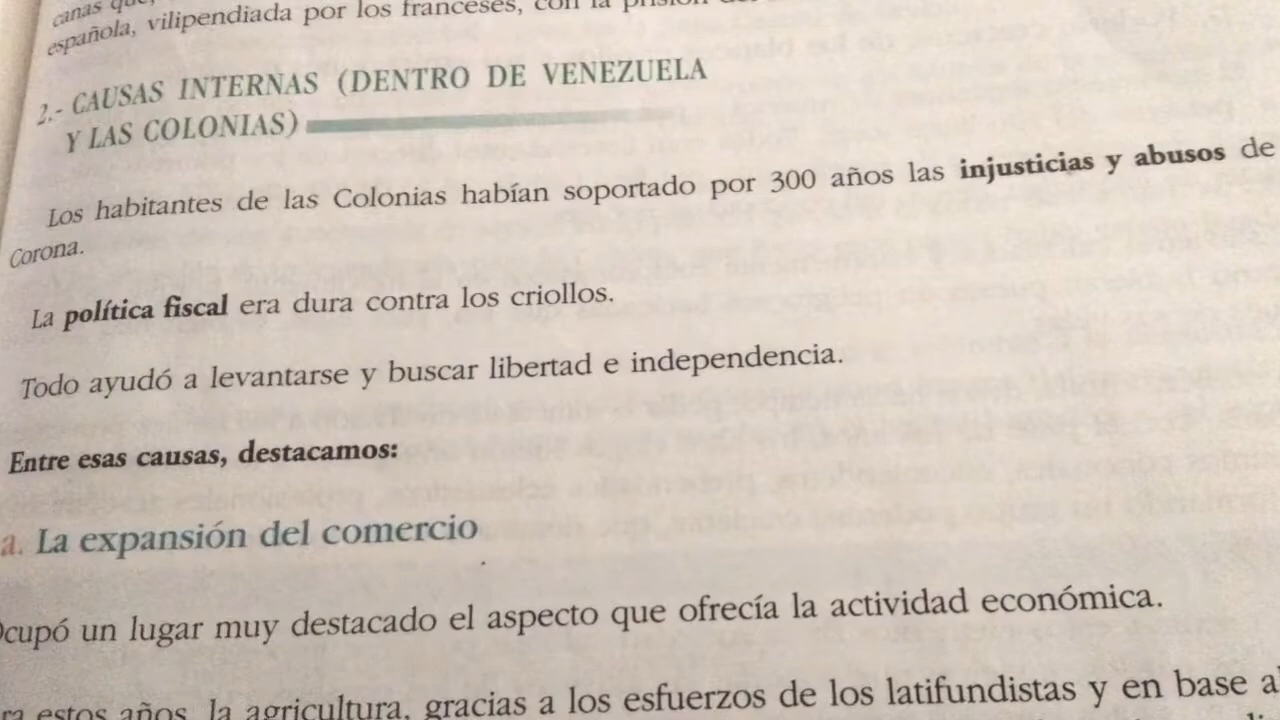 canas que,
española, vilipendiada por los franceses, con la prisión
2.- CAUSAS INTERNAS (DENTRO DE VENEZUELA
Y LAS COLONIAS)
Los habitantes de las Colonias habían soportado por 300 años las injusticias y abusos de
Corona.
La política fiscal era dura contra los criollos.
Todo ayudó a levantarse y buscar libertad e independencia.
Entre esas causas, destacamos:
a. La expansión del comercio
Ocupó un lugar muy destacado el aspecto que ofrecía la actividad económica.
estos años, la agricultura, gracias a los esfuerzos de los latifundistas y en base al